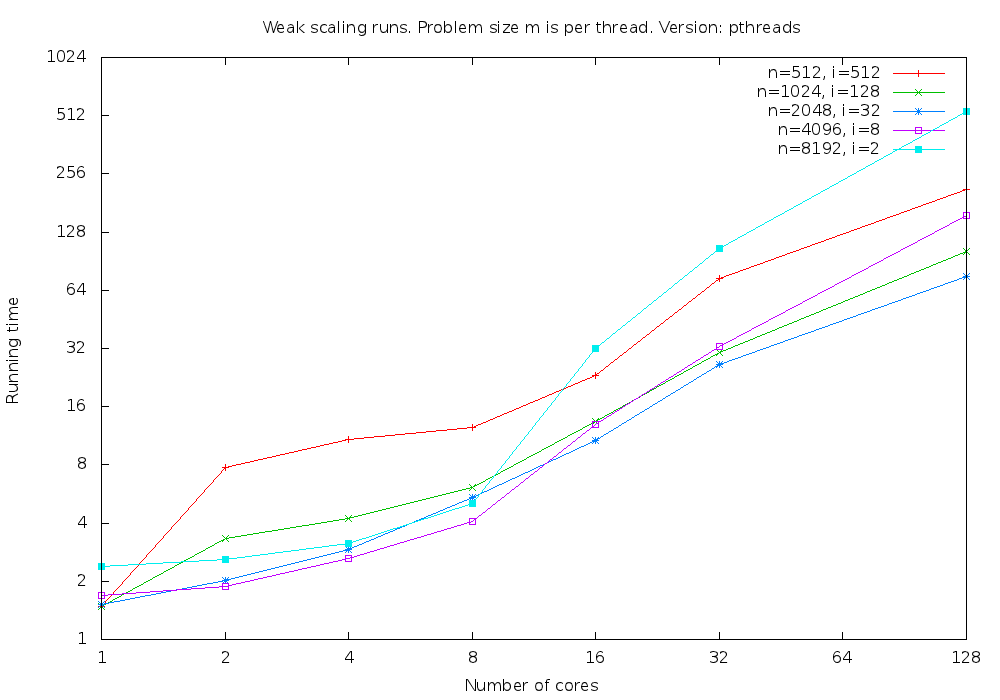 Weak scaling runs. Problem size m is per thread. Version: pthreads
1024
512
256
128
64
32
16
8
4
2
1
Running time
n=512, i=512
n=1024, i=128
n=2048, i=32
n=4096, i=8
n=8192, i=2
1 2 4 8 16 32 64 128
Number of cores